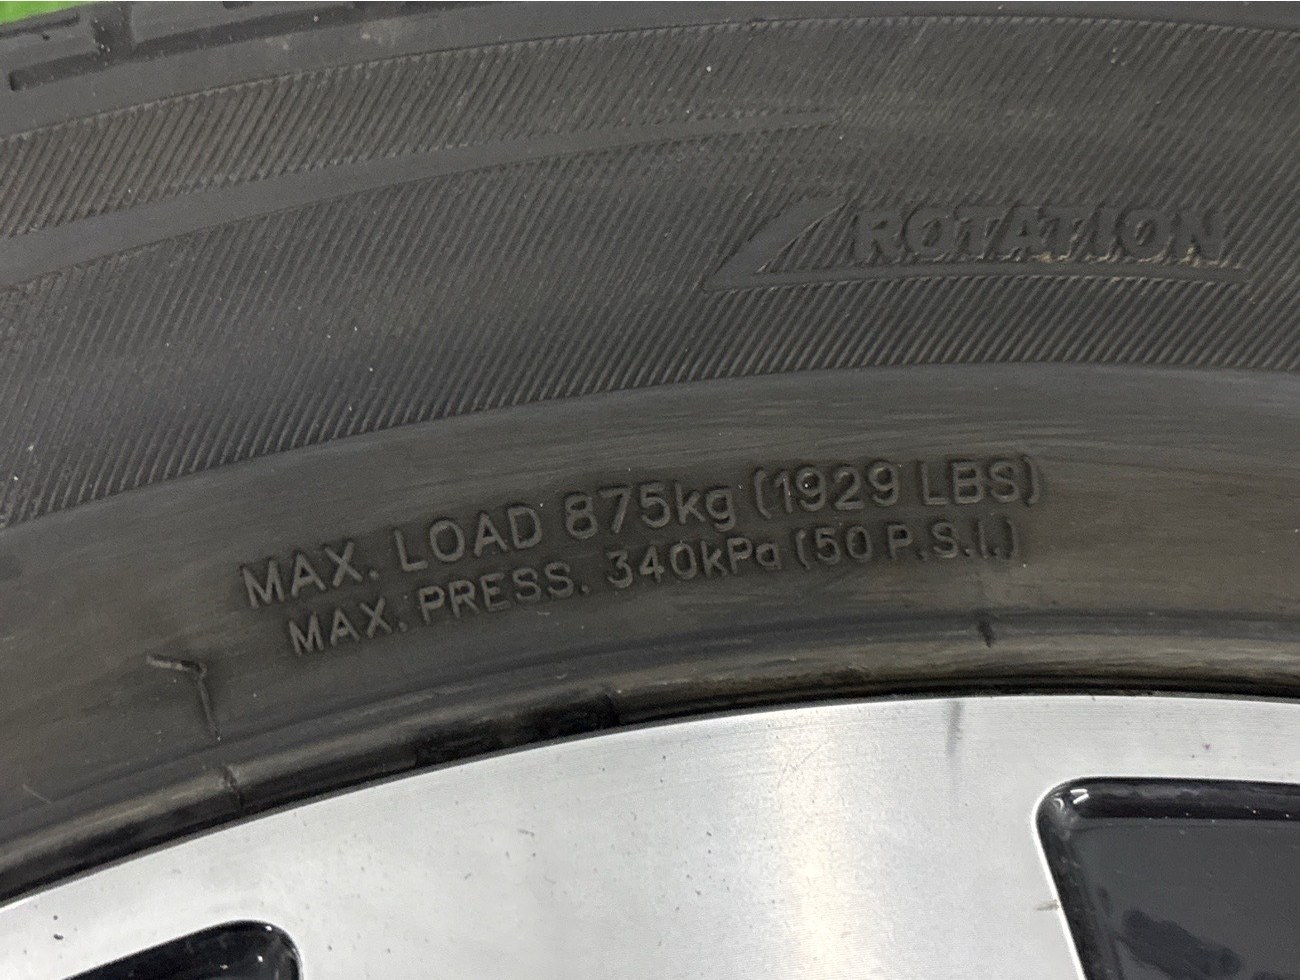 ROTATION
MAX. LOAD 875kg (1929 LBS)
MAX. PRESS. 340kPa (50 P.S.I.)